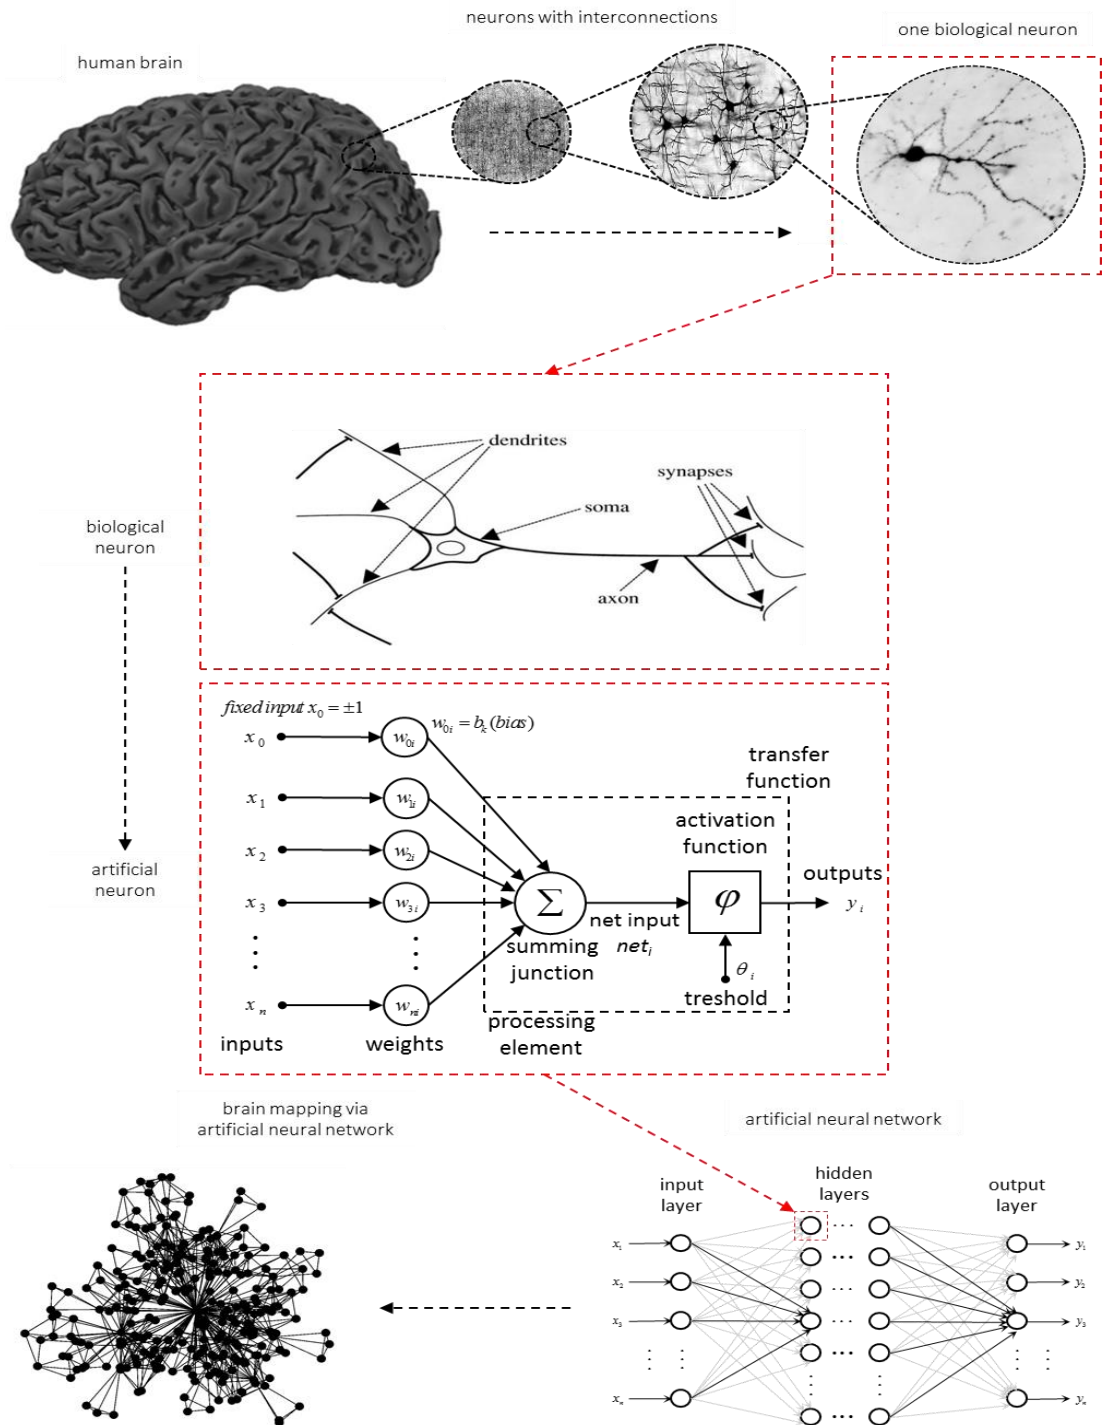 neurons with interconnections
one biological neuron
human brain
dendrites
synapses
soma
axon
biological
neuron
artificial
neuron
fixed input x₀ = ±1
w₀ᵢ = bₖ (bias)
x₀
w₀ᵢ
x₁
w₁ᵢ
x₂
w₂ᵢ
x₃
w₃ᵢ
xₙ
wₙᵢ
inputs
weights
Σ
summing
junction
processing
element
net input
netᵢ
transfer
function
activation
function
φ
θᵢ
treshold
outputs
yᵢ
brain mapping via
artificial neural network
artificial neural network
input
layer
hidden
layers
output
layer
x₁
y₁
x₂
y₂
x₃
y₃
xₙ
yₙ